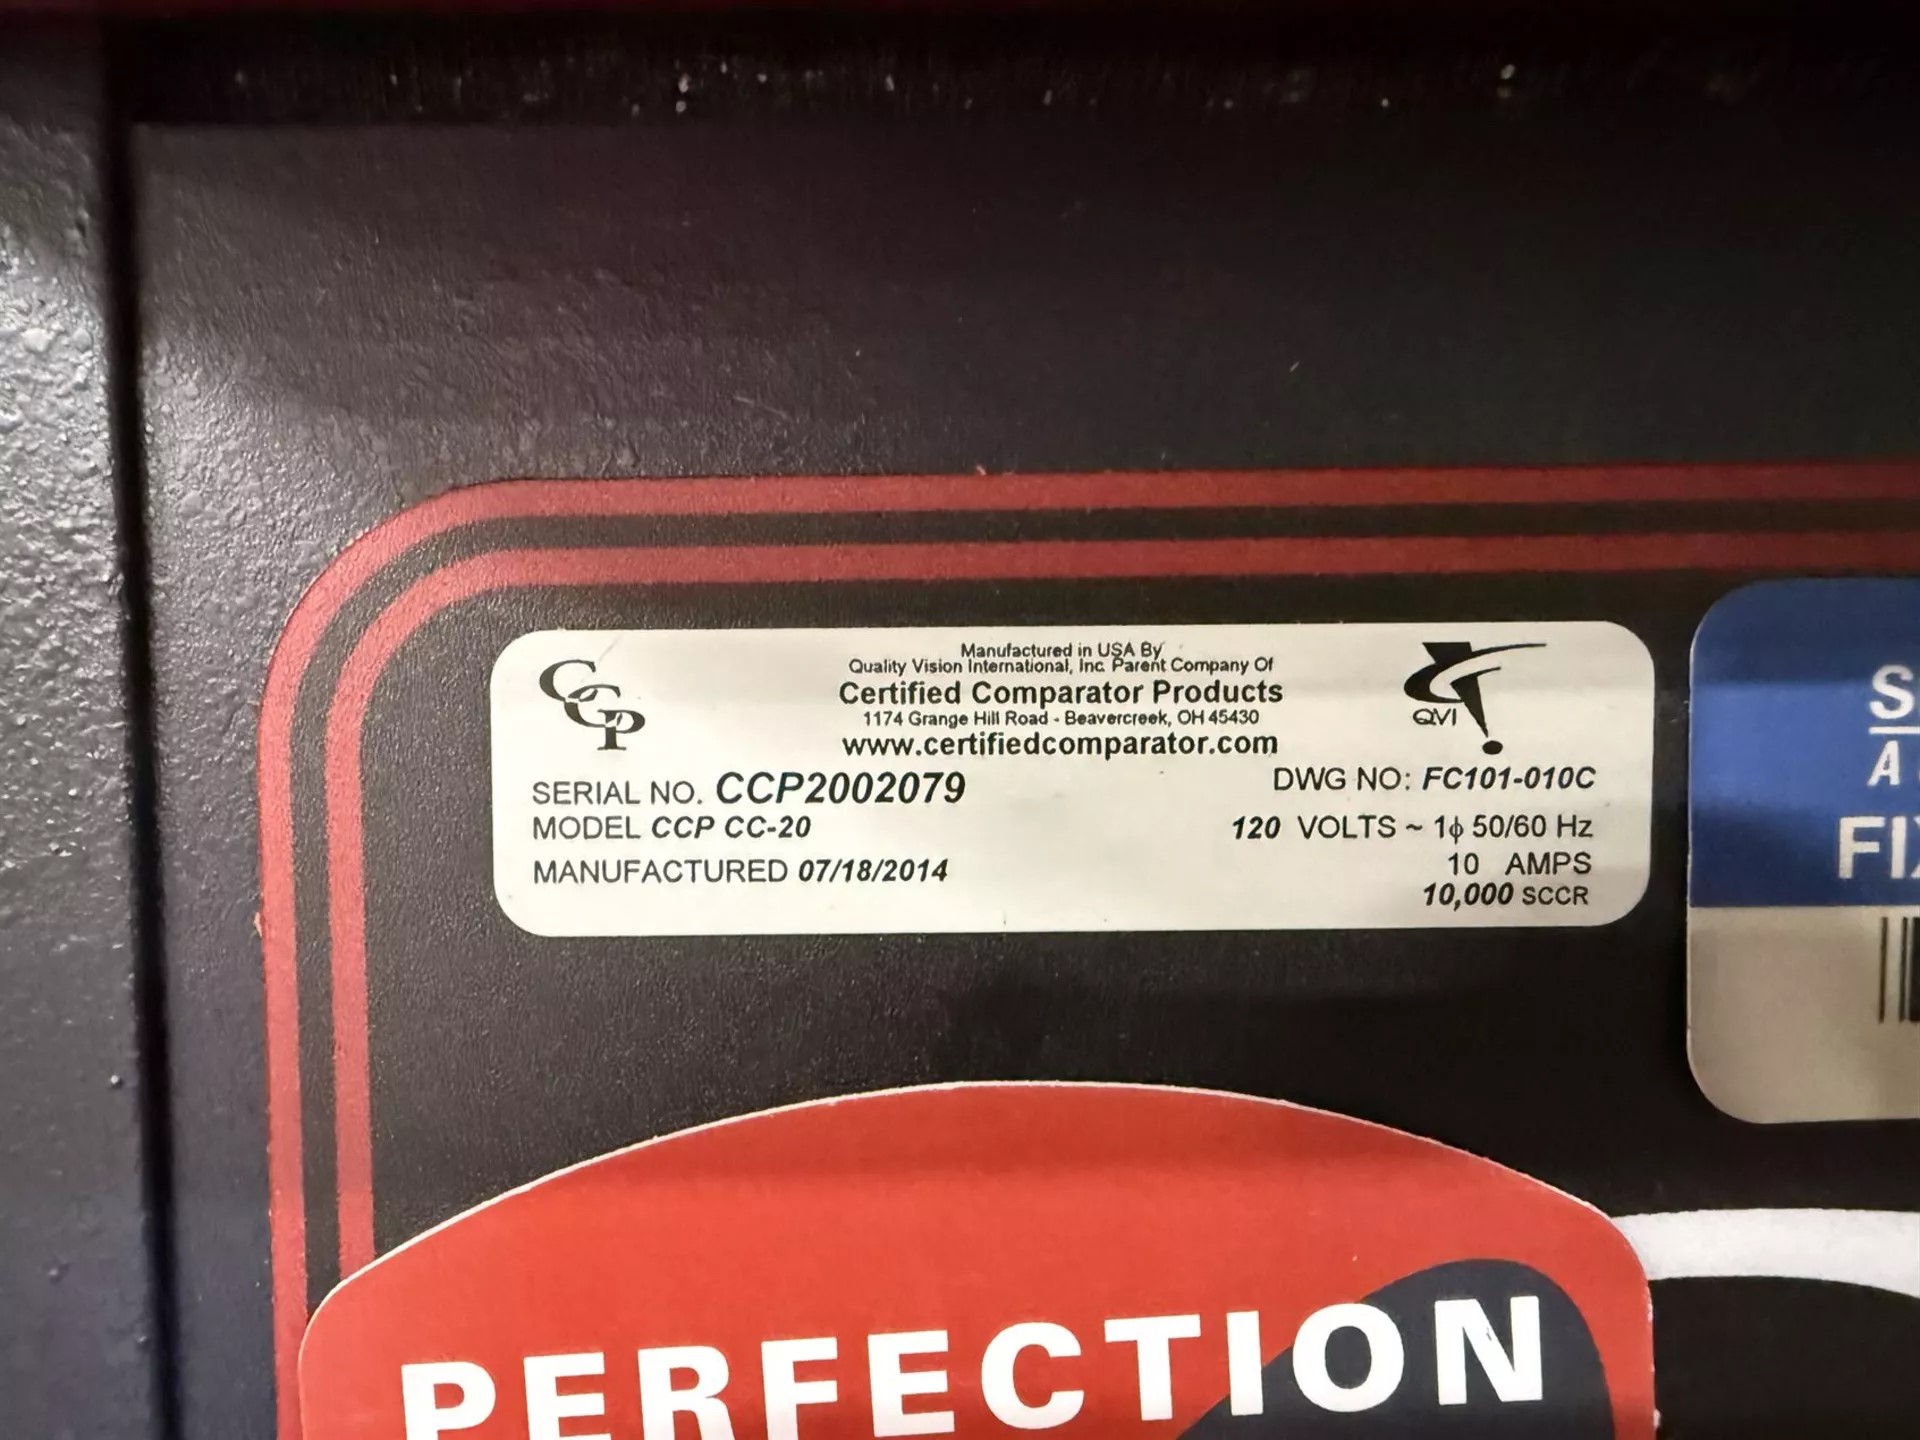 CCP
Manufactured in USA By
Quality Vision International, Inc. Parent Company Of
Certified Comparator Products
1174 Grange Hill Road - Beavercreek, OH 45430
www.certifiedcomparator.com
QVI
SERIAL NO. CCP2002079
DWG NO: FC101-010C
MODEL CCP CC-20
120 VOLTS ~ 1ϕ 50/60 Hz
MANUFACTURED 07/18/2014
10 AMPS
10,000 SCCR
PERFECTION